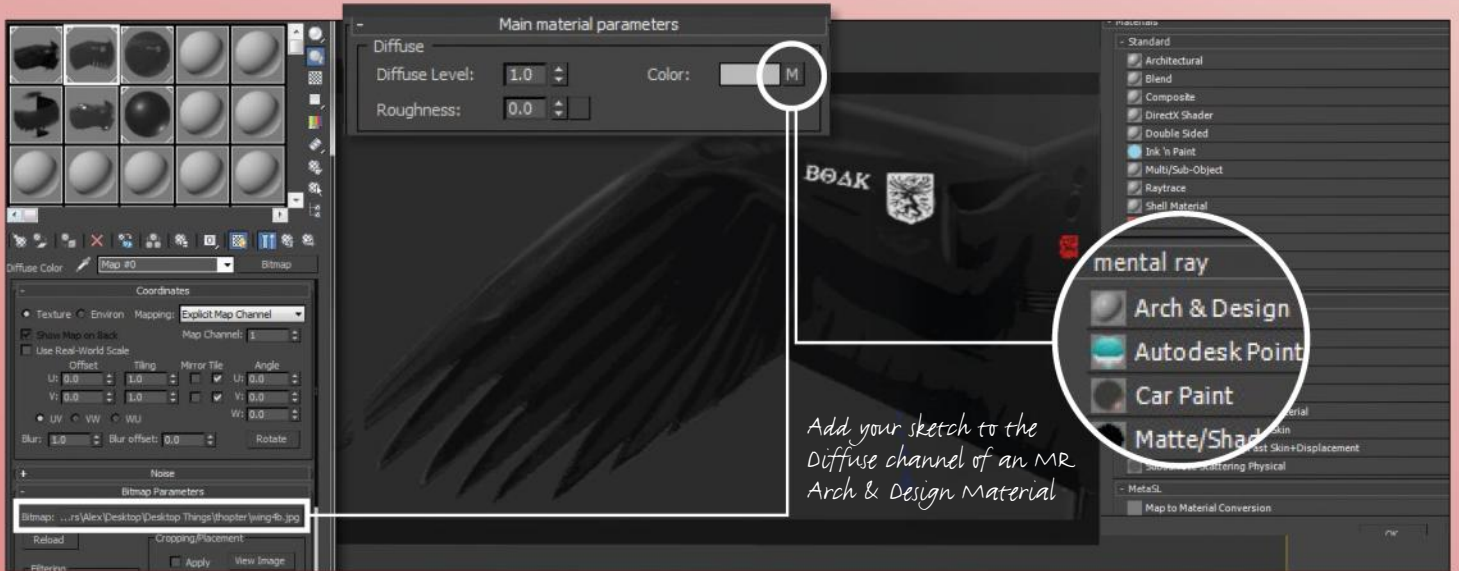 Main material parameters
Diffuse
Diffuse Level: 1.0 Color: M
Roughness: 0.0
Diffuse Color Map #0 Bitmap
Coordinates
Texture Environ Mapping: Explicit Map Channel
Show Map on Back Map Channel: 1
Use Real-World Scale
Offset Tiling Mirror Tile Angle
U: 0.0 1.0 U: 0.0
V: 0.0 1.0 V: 0.0
UV VW WU W: 0.0
Blur: 1.0 Blur offset: 0.0 Rotate
Noise
Bitmap Parameters
Bitmap: ...rs\Alex\Desktop\Desktop Things\thopter\wing4b.jpg
Reload Cropping/Placement
Apply View Image
Filtering
ΒΘΔΚ
Add your sketch to the
Diffuse channel of an MR
Arch & Design Material
Materials
- Standard
Architectural
Blend
Composite
DirectX Shader
Double Sided
Ink 'n Paint
Multi/Sub-Object
Raytrace
Shell Material
mental ray
Arch & Design
Autodesk Point
Car Paint
Matte/Shad
ast Skin+Displacement
Subsurface Scattering Physical
- MetaSL
Map to Material Conversion
OK